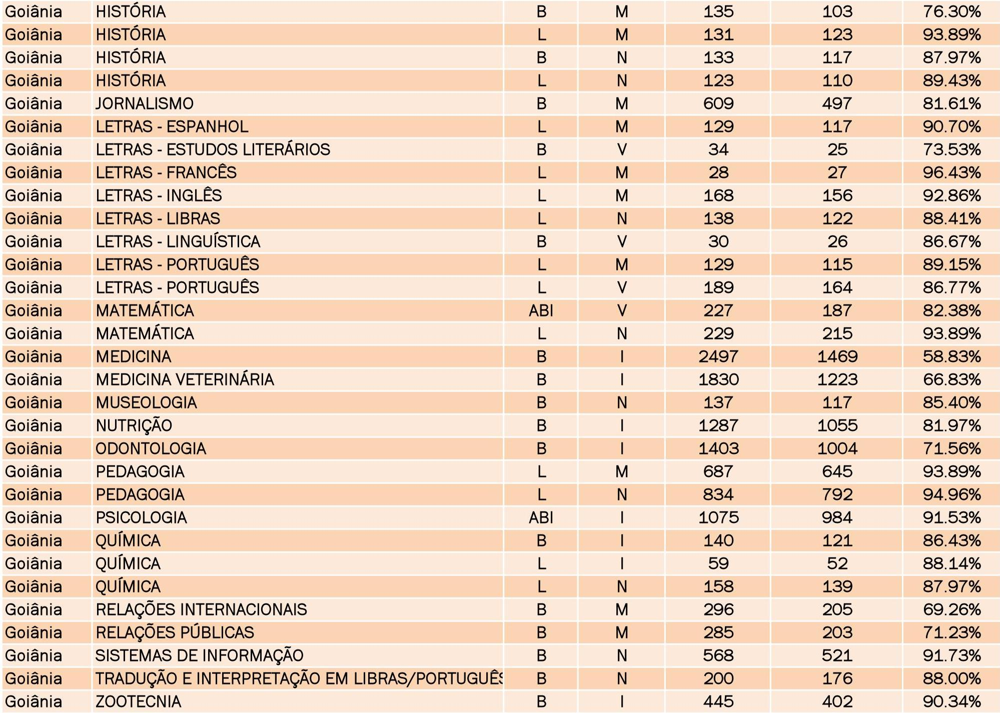 Goiânia HISTÓRIA B M 135 103 76.30%
Goiânia HISTÓRIA L M 131 123 93.89%
Goiânia HISTÓRIA B N 133 117 87.97%
Goiânia HISTÓRIA L N 123 110 89.43%
Goiânia JORNALISMO B M 609 497 81.61%
Goiânia LETRAS - ESPANHOL L M 129 117 90.70%
Goiânia LETRAS - ESTUDOS LITERÁRIOS B V 34 25 73.53%
Goiânia LETRAS - FRANCÊS L M 28 27 96.43%
Goiânia LETRAS - INGLÊS L M 168 156 92.86%
Goiânia LETRAS - LIBRAS L N 138 122 88.41%
Goiânia LETRAS - LINGUÍSTICA B V 30 26 86.67%
Goiânia LETRAS - PORTUGUÊS L M 129 115 89.15%
Goiânia LETRAS - PORTUGUÊS L V 189 164 86.77%
Goiânia MATEMÁTICA ABI V 227 187 82.38%
Goiânia MATEMÁTICA L N 229 215 93.89%
Goiânia MEDICINA B I 2497 1469 58.83%
Goiânia MEDICINA VETERINÁRIA B I 1830 1223 66.83%
Goiânia MUSEOLOGIA B N 137 117 85.40%
Goiânia NUTRIÇÃO B I 1287 1055 81.97%
Goiânia ODONTOLOGIA B I 1403 1004 71.56%
Goiânia PEDAGOGIA L M 687 645 93.89%
Goiânia PEDAGOGIA L N 834 792 94.96%
Goiânia PSICOLOGIA ABI I 1075 984 91.53%
Goiânia QUÍMICA B I 140 121 86.43%
Goiânia QUÍMICA L I 59 52 88.14%
Goiânia QUÍMICA L N 158 139 87.97%
Goiânia RELAÇÕES INTERNACIONAIS B M 296 205 69.26%
Goiânia RELAÇÕES PÚBLICAS B M 285 203 71.23%
Goiânia SISTEMAS DE INFORMAÇÃO B N 568 521 91.73%
Goiânia TRADUÇÃO E INTERPRETAÇÃO EM LIBRAS/PORTUGUÊS B N 200 176 88.00%
Goiânia ZOOTECNIA B I 445 402 90.34%